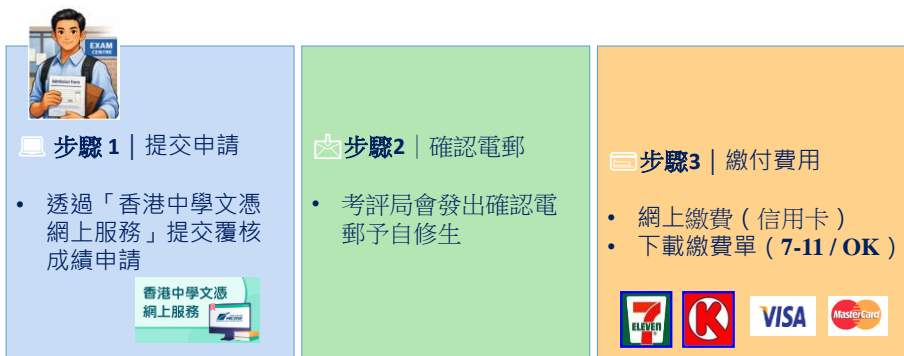 EXAM
CENTRE
Admission Form
步驟 1｜提交申請
• 透過「香港中學文憑
網上服務」提交覆核
成績申請
香港中學文憑
網上服務
步驟2｜確認電郵
• 考評局會發出確認電
郵予自修生
步驟3｜繳付費用
• 網上繳費（信用卡）
• 下載繳費單（7-11 / OK）
7
ELEVEN
K
VISA
MasterCard